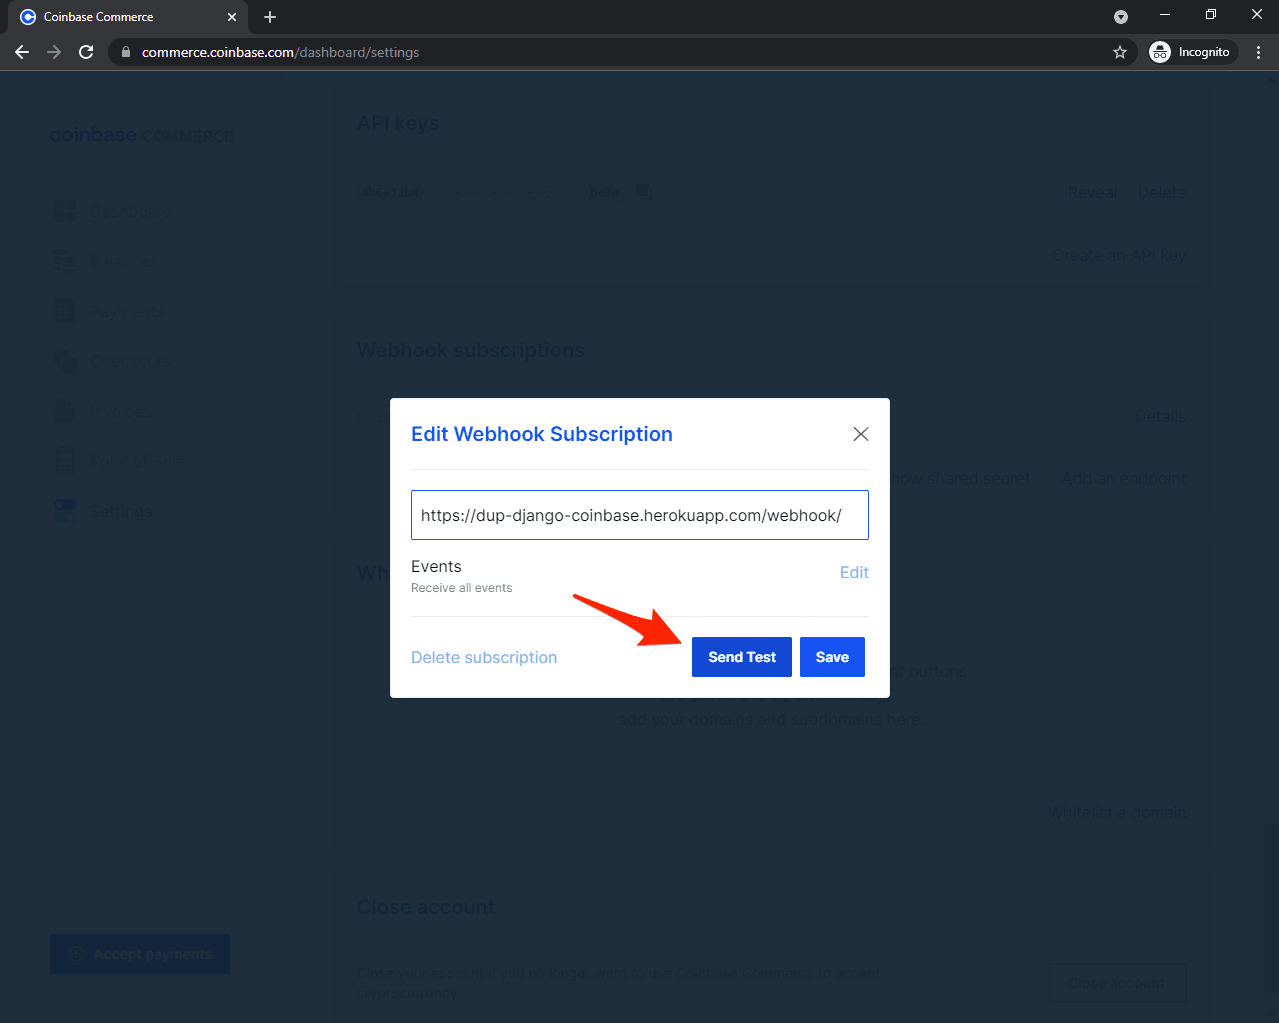 Coinbase Commerce
commerce.coinbase.com/dashboard/settings
Incognito
coinbase COMMERCE
API keys
Reveal Delete
Create an API key
Dashboard
Balances
Payments
Checkouts
Invoices
Point of Sale
Settings
Accept payments
Webhook subscriptions
Details
how shared secret Add an endpoint
Edit Webhook Subscription
https://dup-django-coinbase.herokuapp.com/webhook/
Events
Receive all events
Edit
Delete subscription
Send Test
Save
Wh
buttons
add your domains and subdomains here.
Whitelist a domain
Close account
Close your account if you no longer want to use Coinbase Commerce to accept
cryptocurrency.
Close account